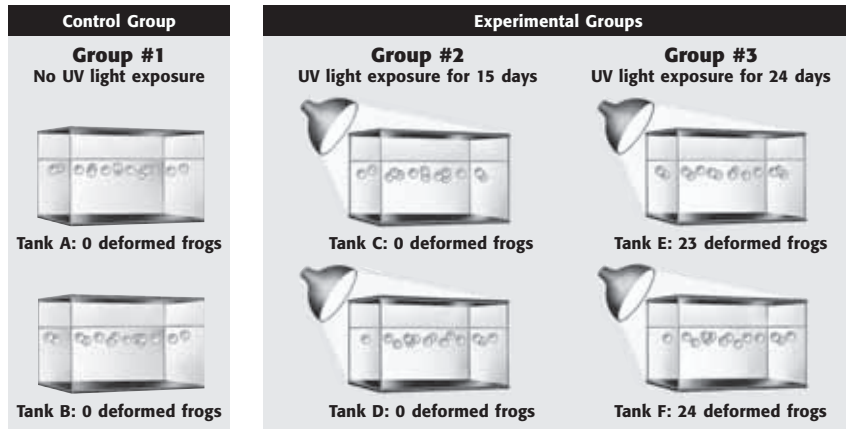 Control Group
Experimental Groups
Group #1
No UV light exposure
Group #2
UV light exposure for 15 days
Group #3
UV light exposure for 24 days
Tank A: 0 deformed frogs
Tank C: 0 deformed frogs
Tank E: 23 deformed frogs
Tank B: 0 deformed frogs
Tank D: 0 deformed frogs
Tank F: 24 deformed frogs